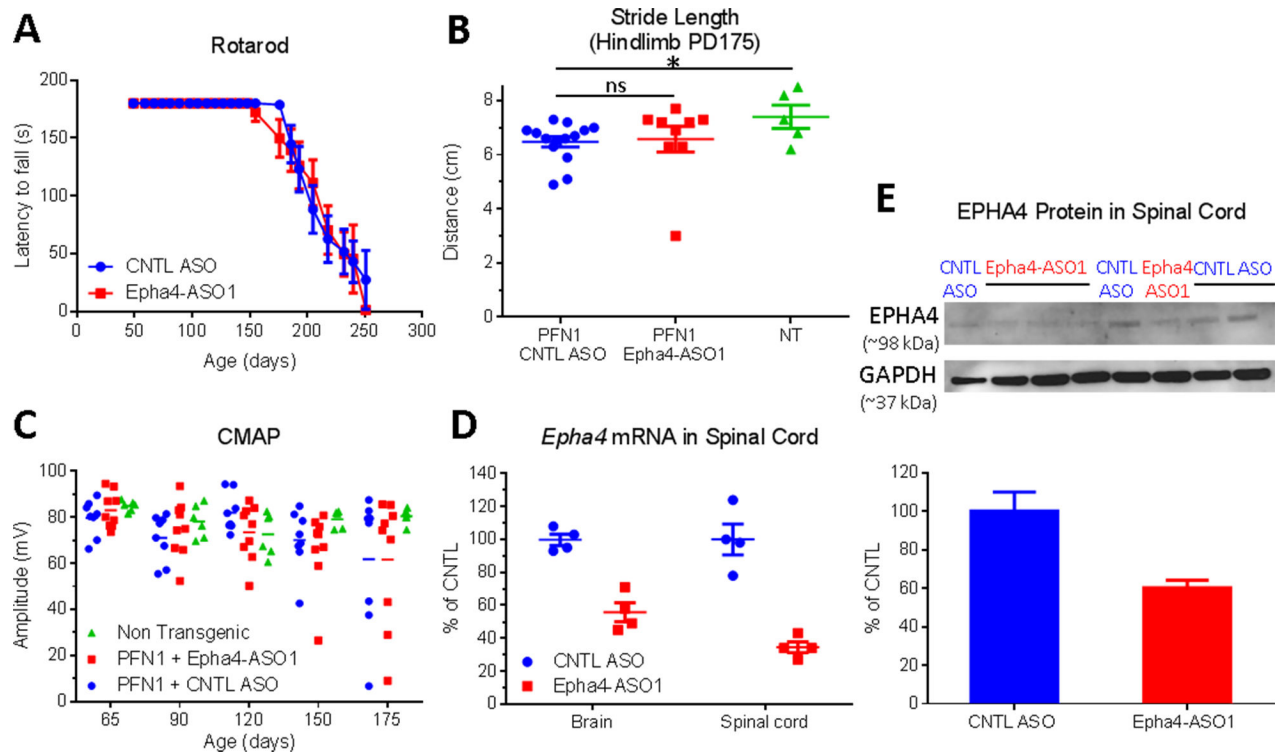 A
Rotarod
200
150
100
50
0
Latency to fall (s)
CNTL ASO
Epha4-ASO1
0 50 100 150 200 250 300
Age (days)
B
Stride Length
(Hindlimb PD175)
*
ns
8
6
4
2
0
Distance (cm)
PFN1
CNTL ASO
PFN1
Epha4-ASO1
NT
C
CMAP
100
80
60
40
20
0
Amplitude (mV)
Non Transgenic
PFN1 + Epha4-ASO1
PFN1 + CNTL ASO
65 90 120 150 175
Age (days)
D
Epha4 mRNA in Spinal Cord
140
120
100
80
60
40
20
0
% of CNTL
CNTL ASO
Epha4-ASO1
Brain Spinal cord
E
EPHA4 Protein in Spinal Cord
CNTL
ASO
Epha4-ASO1
CNTL
ASO
Epha4
ASO1
CNTL ASO
EPHA4
(~98 kDa)
GAPDH
(~37 kDa)
120
100
80
60
40
20
0
% of CNTL
CNTL ASO Epha4-ASO1